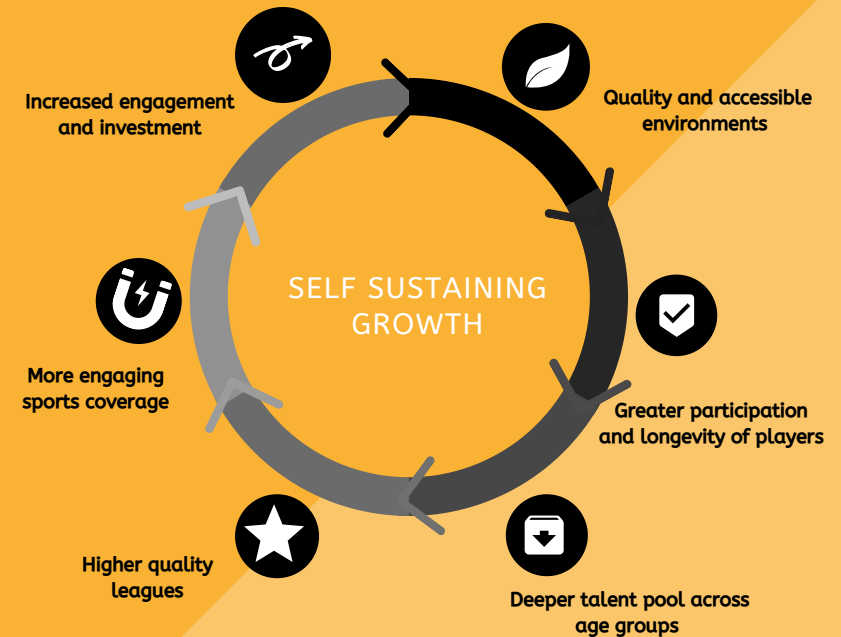 Increased engagement
and investment
Quality and accessible
environments
SELF SUSTAINING
GROWTH
More engaging
sports coverage
Greater participation
and longevity of players
Higher quality
leagues
Deeper talent pool across
age groups